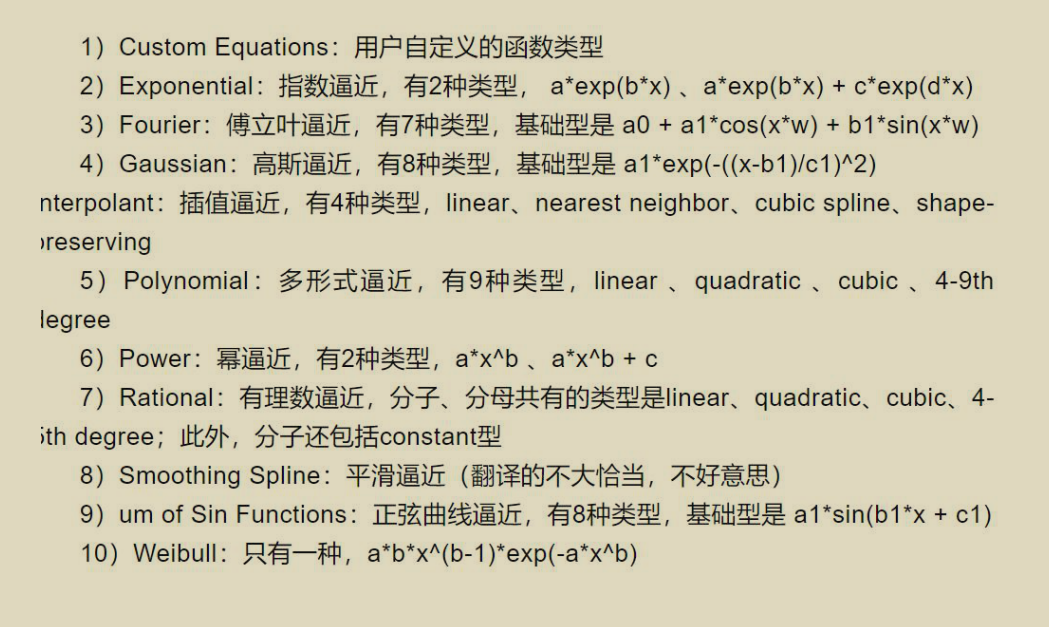 1）Custom Equations：用户自定义的函数类型
2）Exponential：指数逼近，有2种类型， a*exp(b*x) 、a*exp(b*x) + c*exp(d*x)
3）Fourier：傅立叶逼近，有7种类型，基础型是 a0 + a1*cos(x*w) + b1*sin(x*w)
4）Gaussian：高斯逼近，有8种类型，基础型是 a1*exp(-((x-b1)/c1)^2)
nterpolant：插值逼近，有4种类型，linear、nearest neighbor、cubic spline、shape-
reserving
5）Polynomial：多形式逼近，有9种类型，linear 、quadratic 、cubic 、4-9th
legree
6）Power：幂逼近，有2种类型，a*x^b 、a*x^b + c
7）Rational：有理数逼近，分子、分母共有的类型是linear、quadratic、cubic、4-
th degree；此外，分子还包括constant型
8）Smoothing Spline：平滑逼近（翻译的不大恰当，不好意思）
9）um of Sin Functions：正弦曲线逼近，有8种类型，基础型是 a1*sin(b1*x + c1)
10）Weibull：只有一种，a*b*x^(b-1)*exp(-a*x^b)